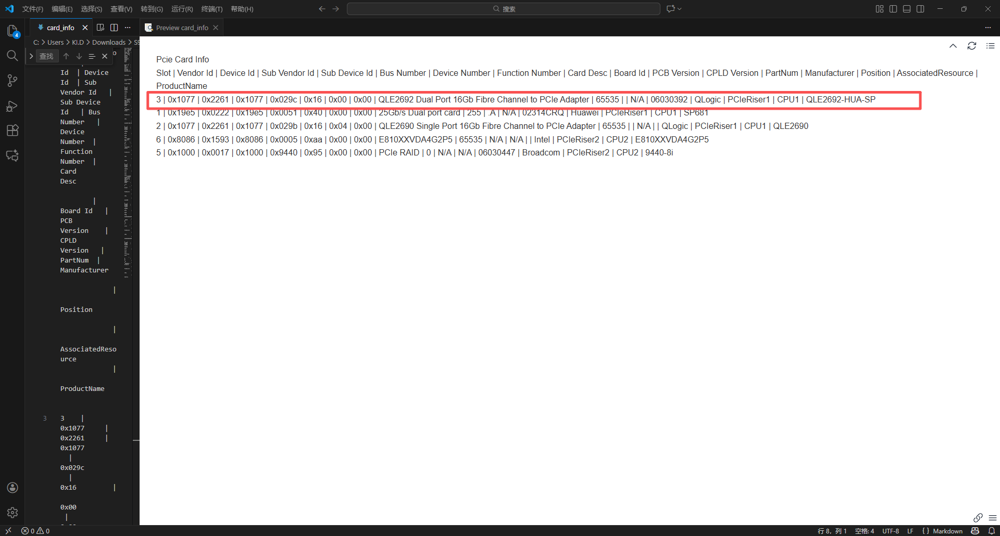 文件(F) 编辑(E) 选择(S) 查看(V) 转到(G) 运行(R) 终端(T) 帮助(H) 搜索
card_info Preview card_info
C: > Users > KI.D > Downloads > S9
查找
4
Id | Device
Id | Sub
Vendor Id |
Sub Device
Id | Bus
Number |
Device
Number |
Function
Number |
Card
Desc
|
Board Id |
PCB
Version |
CPLD
Version |
PartNum |
Manufacturer
|
Position
|
AssociatedReso
urce
|
ProductName
3 3 |
0x1077 |
0x2261 |
0x1077
|
0x029c
|
0x16 |
0x00
|
Pcie Card Info
Slot | Vendor Id | Device Id | Sub Vendor Id | Sub Device Id | Bus Number | Device Number | Function Number | Card Desc | Board Id | PCB Version | CPLD Version | PartNum | Manufacturer | Position | AssociatedResource |
ProductName
3 | 0x1077 | 0x2261 | 0x1077 | 0x029c | 0x16 | 0x00 | 0x00 | QLE2692 Dual Port 16Gb Fibre Channel to PCIe Adapter | 65535 | | N/A | 06030392 | QLogic | PCIeRiser1 | CPU1 | QLE2692-HUA-SP
1 | 0x19e5 | 0x0222 | 0x19e5 | 0x0051 | 0x40 | 0x00 | 0x00 | 25Gb/s Dual port card | 255 | .A | N/A | 02314CRQ | Huawei | PCIeRiser1 | CPU1 | SP681
2 | 0x1077 | 0x2261 | 0x1077 | 0x029b | 0x16 | 0x04 | 0x00 | QLE2690 Single Port 16Gb Fibre Channel to PCIe Adapter | 65535 | | N/A | | QLogic | PCIeRiser1 | CPU1 | QLE2690
6 | 0x8086 | 0x1593 | 0x8086 | 0x0005 | 0xaa | 0x00 | 0x00 | E810XXVDA4G2P5 | 65535 | N/A | N/A | | Intel | PCIeRiser2 | CPU2 | E810XXVDA4G2P5
5 | 0x1000 | 0x0017 | 0x1000 | 0x9440 | 0x95 | 0x00 | 0x00 | PCIe RAID | 0 | N/A | N/A | 06030447 | Broadcom | PCIeRiser2 | CPU2 | 9440-8i
0 0 行 8，列 1 空格: 4 UTF-8 LF { } Markdown